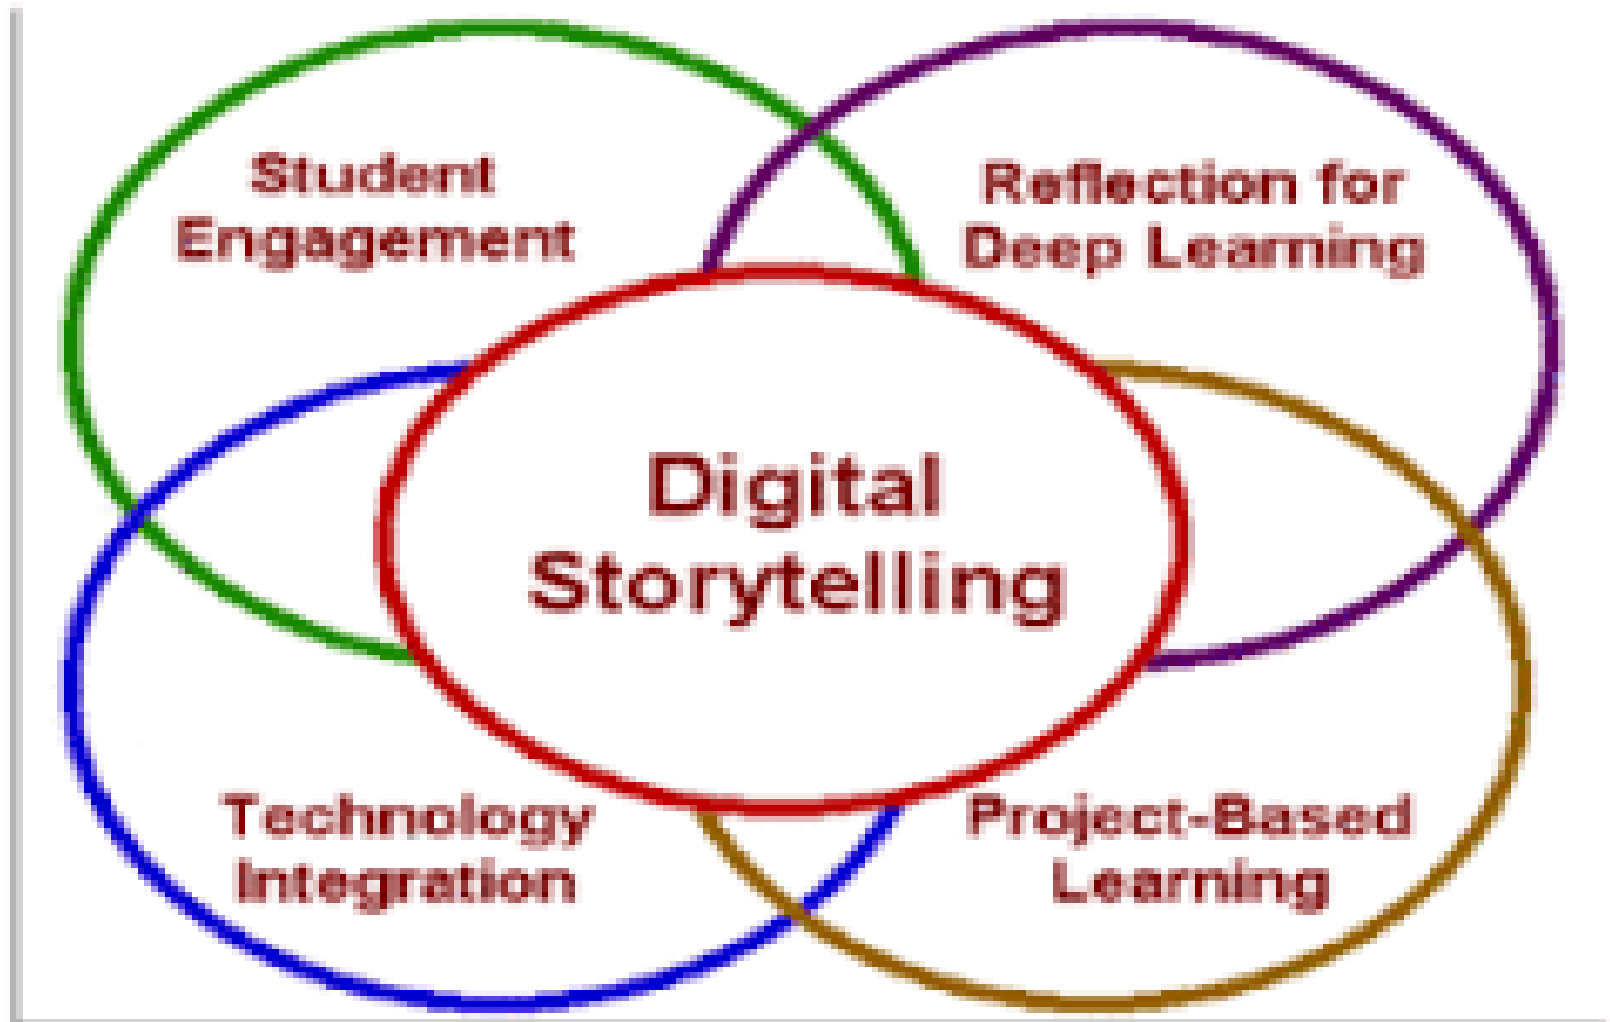 Student
Engagement
Reflection for
Deep Learning
Digital
Storytelling
Technology
Integration
Project-Based
Learning